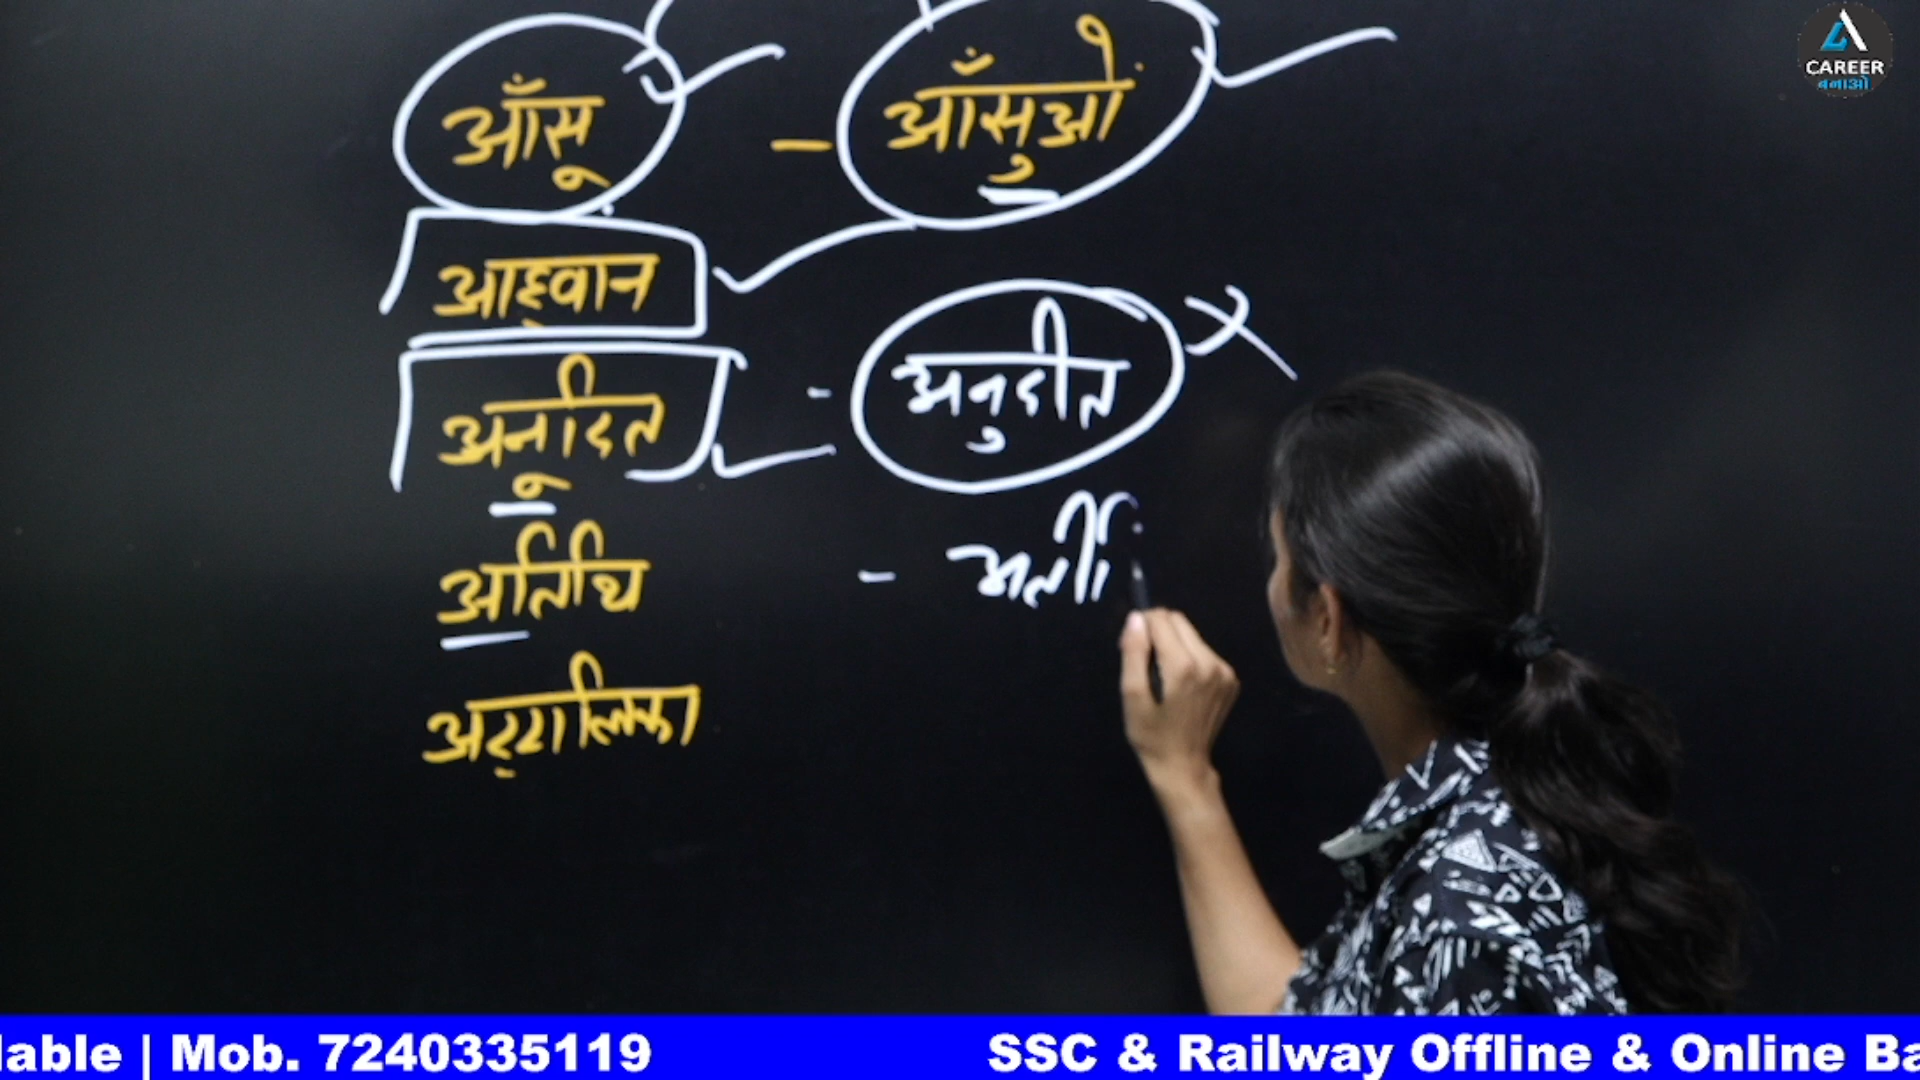 CAREER
बनाओ
आँसू - आँसुओं
आह्वान
अनूदित - अनुदीत
अतिथि - अती
अट्टालिका
lable | Mob. 7240335119 SSC & Railway Offline & Online Ba